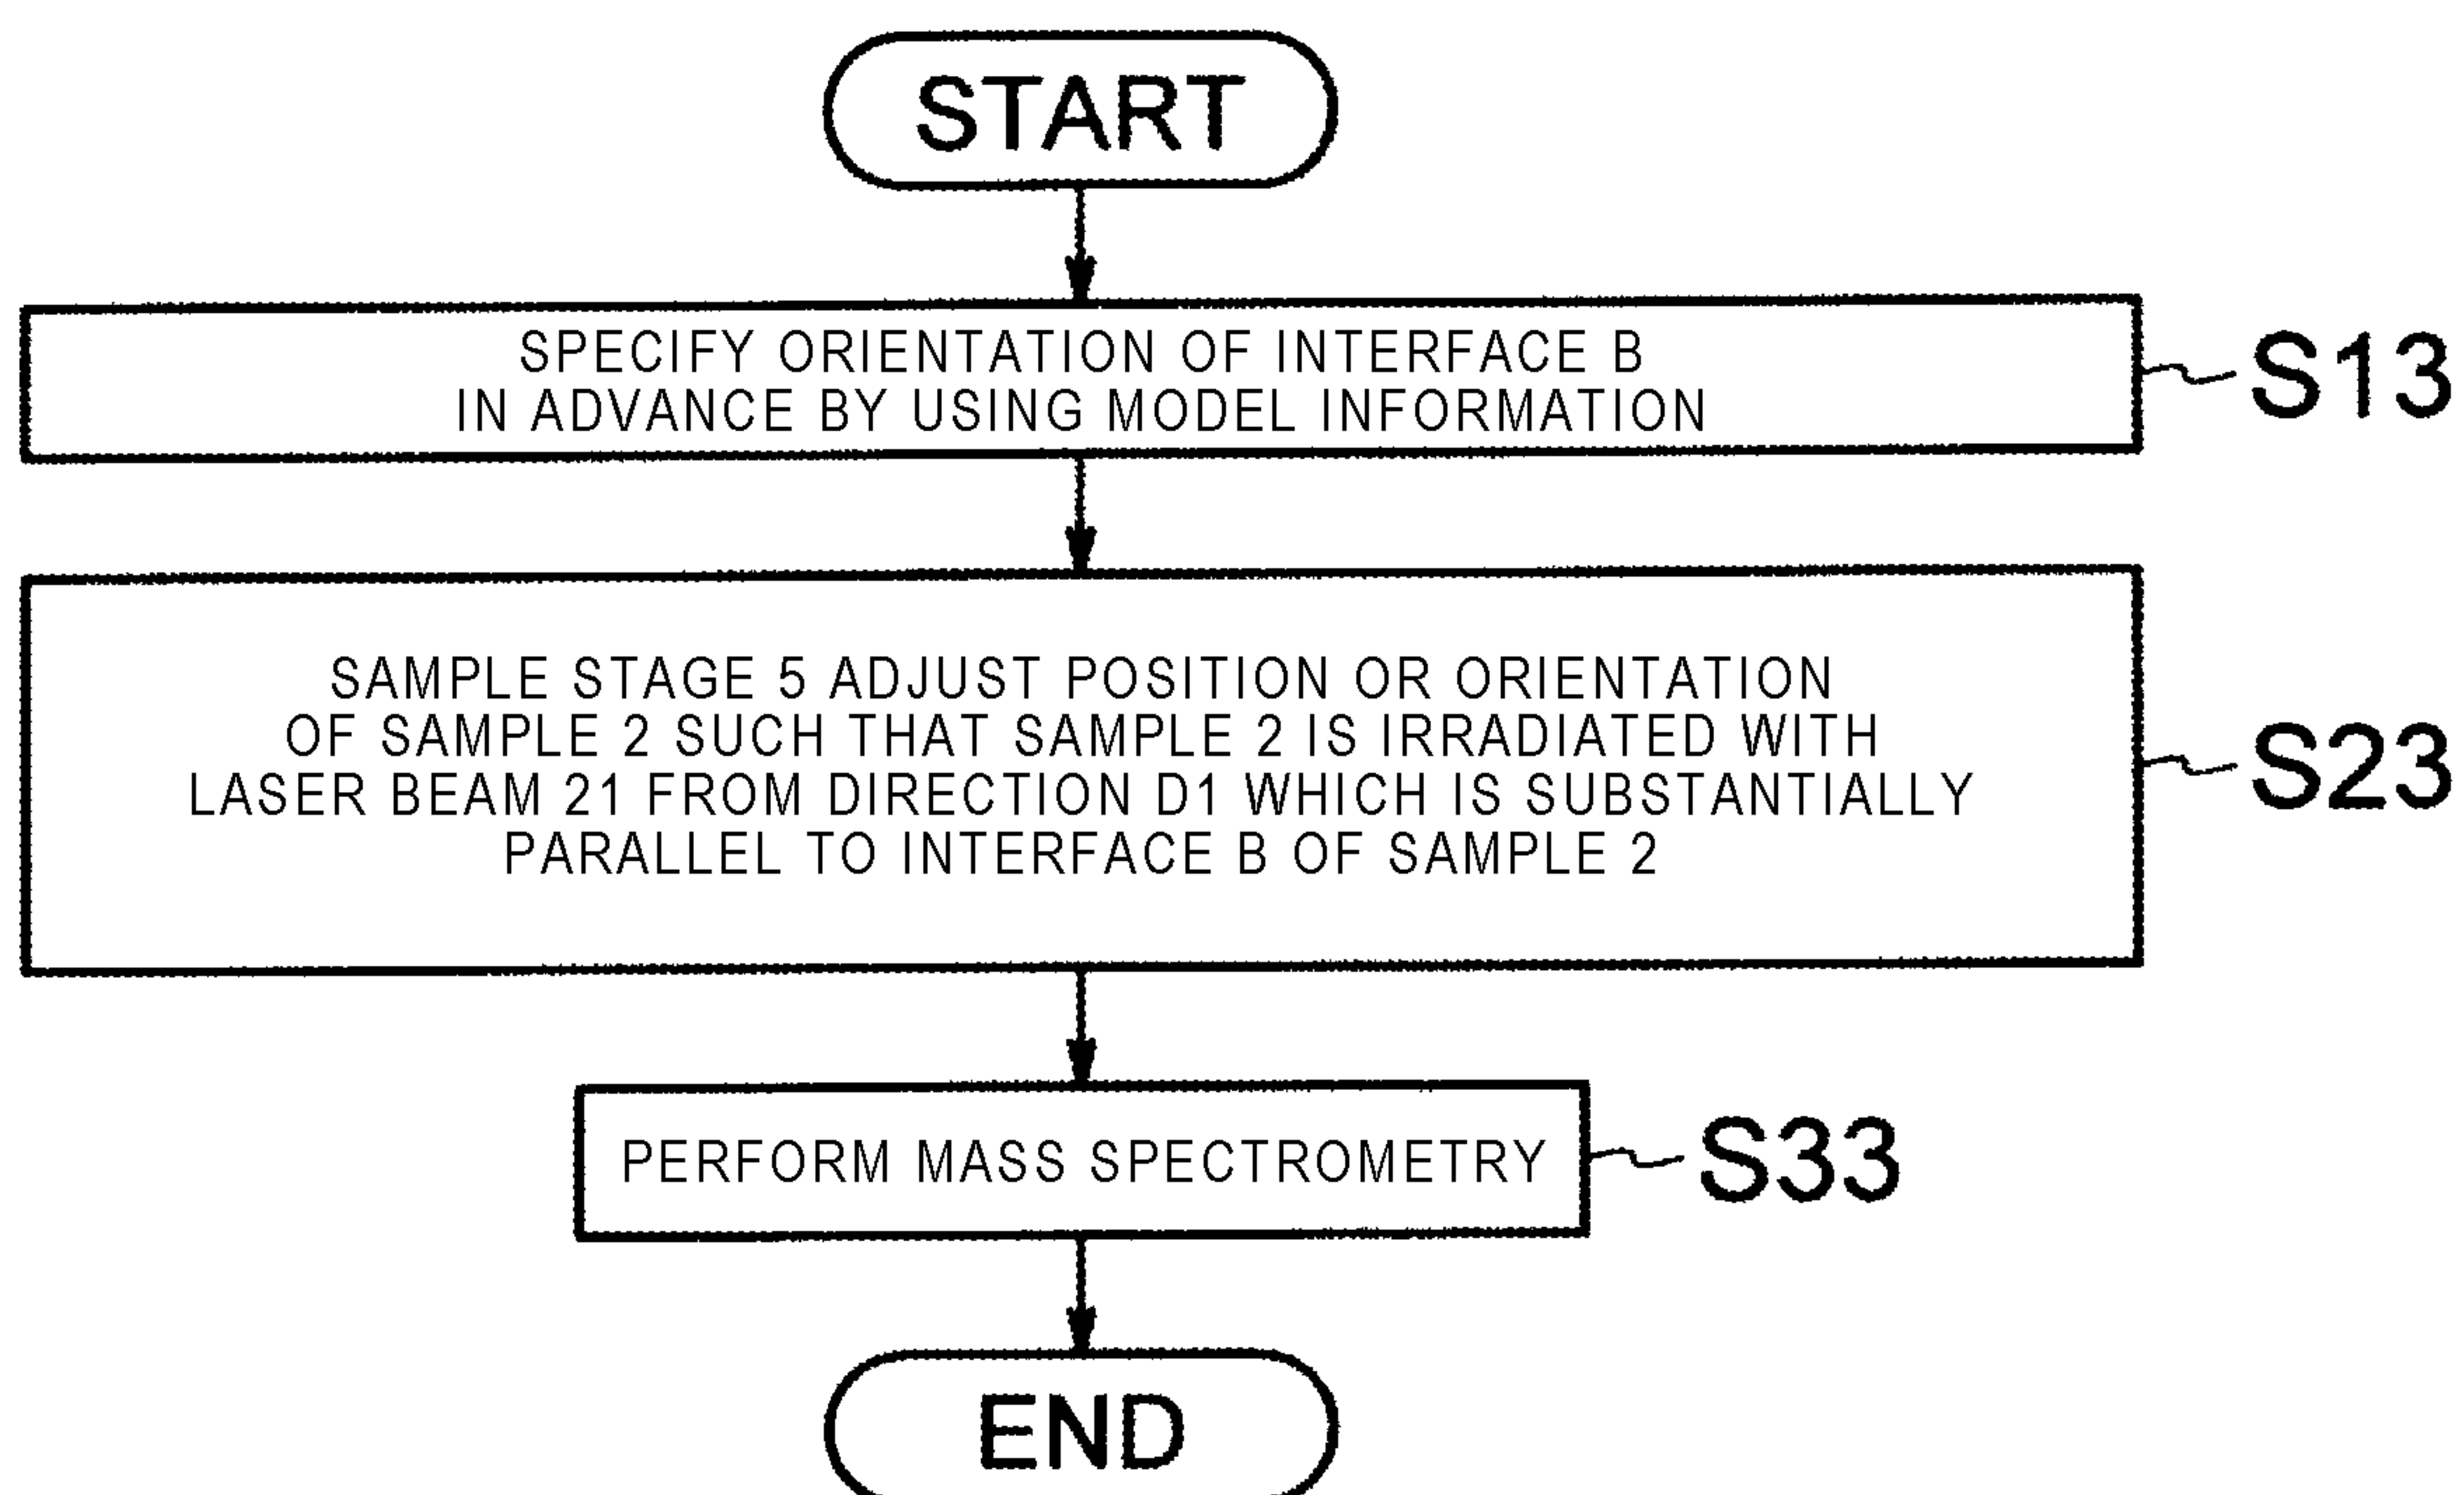 START
SPECIFY ORIENTATION OF INTERFACE B
IN ADVANCE BY USING MODEL INFORMATION
S13
SAMPLE STAGE 5 ADJUST POSITION OR ORIENTATION
OF SAMPLE 2 SUCH THAT SAMPLE 2 IS IRRADIATED WITH
LASER BEAM 21 FROM DIRECTION D1 WHICH IS SUBSTANTIALLY
PARALLEL TO INTERFACE B OF SAMPLE 2
S23
PERFORM MASS SPECTROMETRY
S33
END